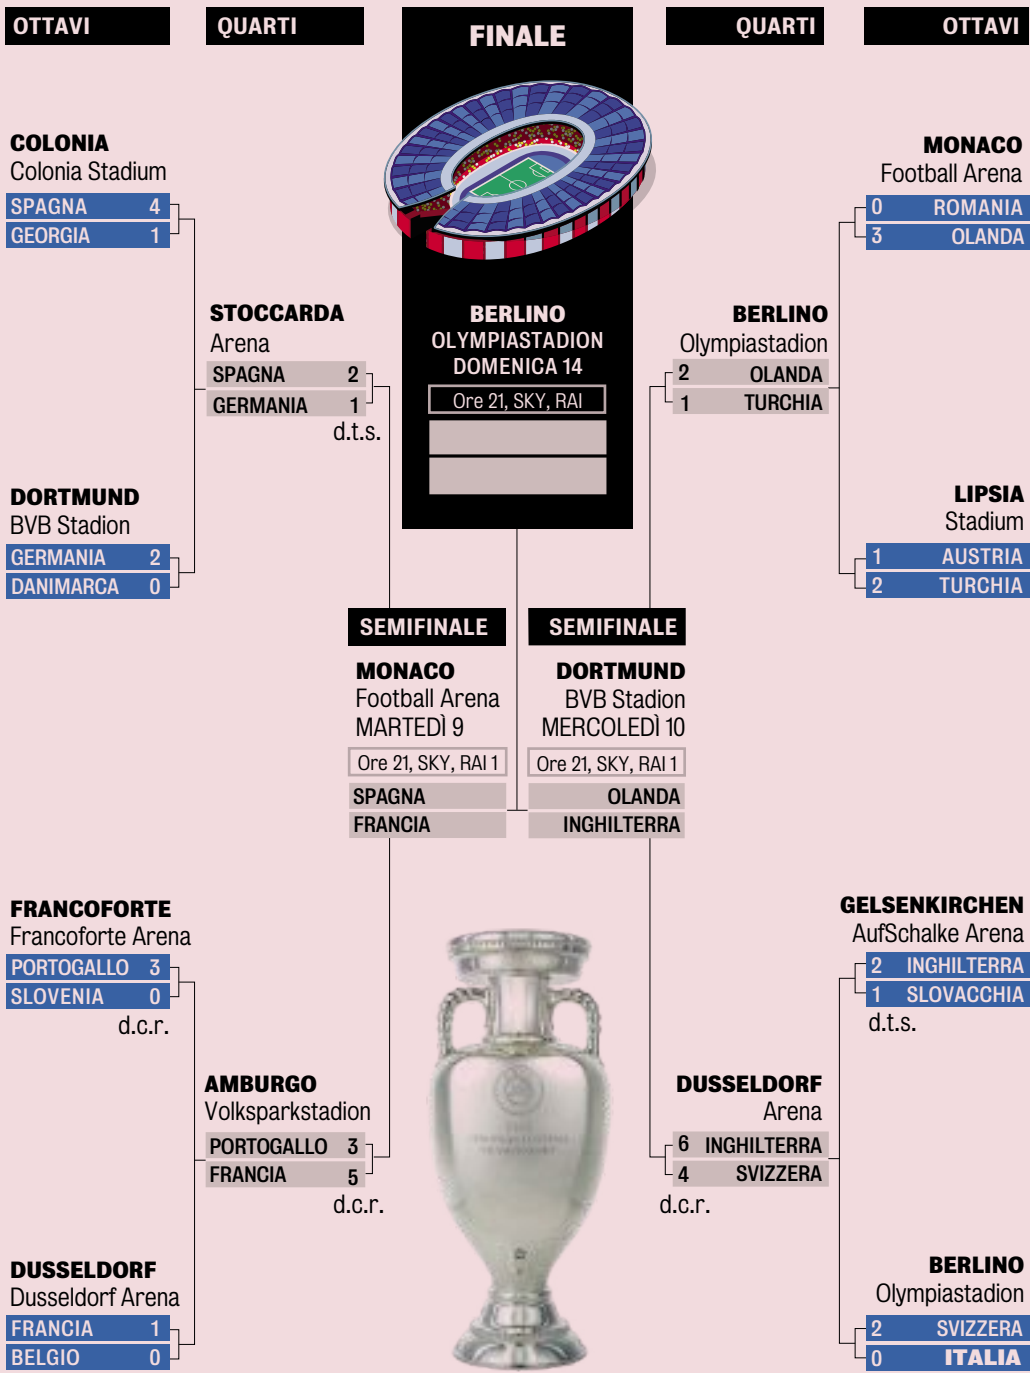 OTTAVI
QUARTI
FINALE
QUARTI
OTTAVI
COLONIA
Colonia Stadium
SPAGNA 4
GEORGIA 1
STOCCARDA
Arena
SPAGNA 2
GERMANIA 1
d.t.s.
DORTMUND
BVB Stadion
GERMANIA 2
DANIMARCA 0
BERLINO
OLYMPIASTADION
DOMENICA 14
Ore 21, SKY, RAI
MONACO
Football Arena
0 ROMANIA
3 OLANDA
BERLINO
Olympiastadion
2 OLANDA
1 TURCHIA
LIPSIA
Stadium
1 AUSTRIA
2 TURCHIA
SEMIFINALE
MONACO
Football Arena
MARTEDÌ 9
Ore 21, SKY, RAI 1
SPAGNA
FRANCIA
SEMIFINALE
DORTMUND
BVB Stadion
MERCOLEDÌ 10
Ore 21, SKY, RAI 1
OLANDA
INGHILTERRA
FRANCOFORTE
Francoforte Arena
PORTOGALLO 3
SLOVENIA 0
d.c.r.
AMBURGO
Volksparkstadion
PORTOGALLO 3
FRANCIA 5
d.c.r.
DUSSELDORF
Dusseldorf Arena
FRANCIA 1
BELGIO 0
GELSENKIRCHEN
AufSchalke Arena
2 INGHILTERRA
1 SLOVACCHIA
d.t.s.
DUSSELDORF
Arena
6 INGHILTERRA
4 SVIZZERA
d.c.r.
BERLINO
Olympiastadion
2 SVIZZERA
0 ITALIA